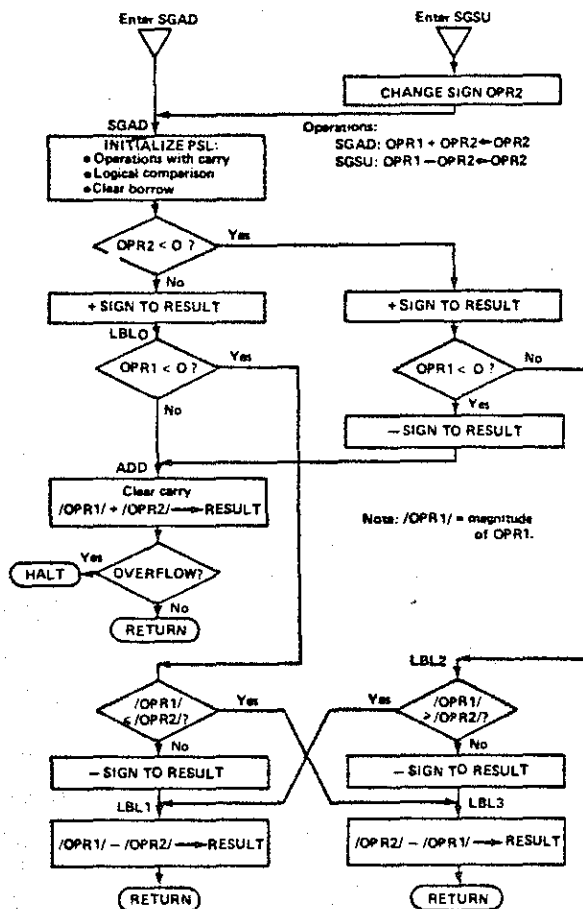 Enter SGAD
Enter SGSU
CHANGE SIGN OPR2
SGAD
Operations:
SGAD: OPR1 + OPR2←OPR2
SGSU: OPR1 – OPR2←OPR2
INITIALIZE PSL:
● Operations with carry
● Logical comparison
● Clear borrow
OPR2 < O ?
Yes
No
+ SIGN TO RESULT
+ SIGN TO RESULT
LBLO
OPR1 < O ?
Yes
No
OPR1 < O ?
No
Yes
– SIGN TO RESULT
ADD
Clear carry
/OPR1/ + /OPR2/ → RESULT
Note: /OPR1/ = magnitude
of OPR1.
HALT
Yes
OVERFLOW?
No
RETURN
LBL2
/OPR1/
≤ /OPR2/?
Yes
No
Yes
/OPR1/
> /OPR2/?
No
– SIGN TO RESULT
– SIGN TO RESULT
LBL1
LBL3
/OPR1/ – /OPR2/ → RESULT
/OPR2/ – /OPR1/ → RESULT
RETURN
RETURN